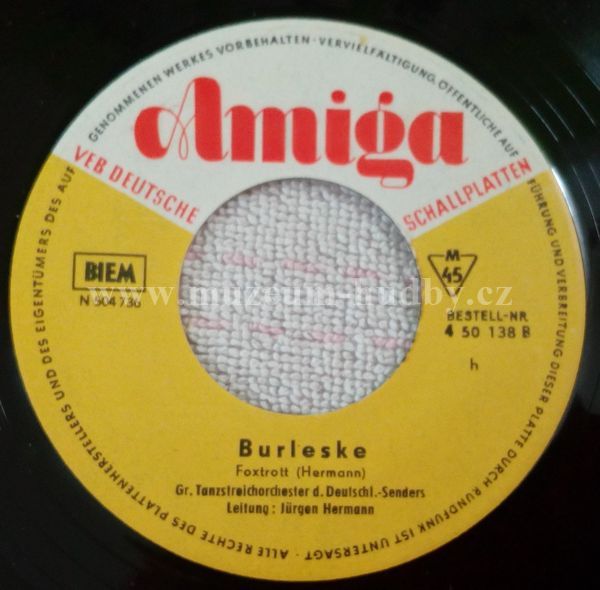 GENOMMENEN WERKES VORBEHALTEN · VERVIELFÄLTIGUNG, ÖFFENTLICHE AUF
Amiga
VEB DEUTSCHE SCHALLPLATTEN
BIEM
N 504 736
M
45
BESTELL-NR.
4 50 138 B
h
www.muzeum-hudby.cz
Burleske
Foxtrott (Hermann)
Gr. Tanzstreichorchester d. Deutschl.-Senders
Leitung : Jürgen Hermann
FÜHRUNG UND VERBREITUNG DIESER PLATTE DURCH RUNDFUNK IST UNTERSAGT · ALLE RECHTE DES PLATTENHERSTELLERS UND DES EIGENTÜMERS DES AUF